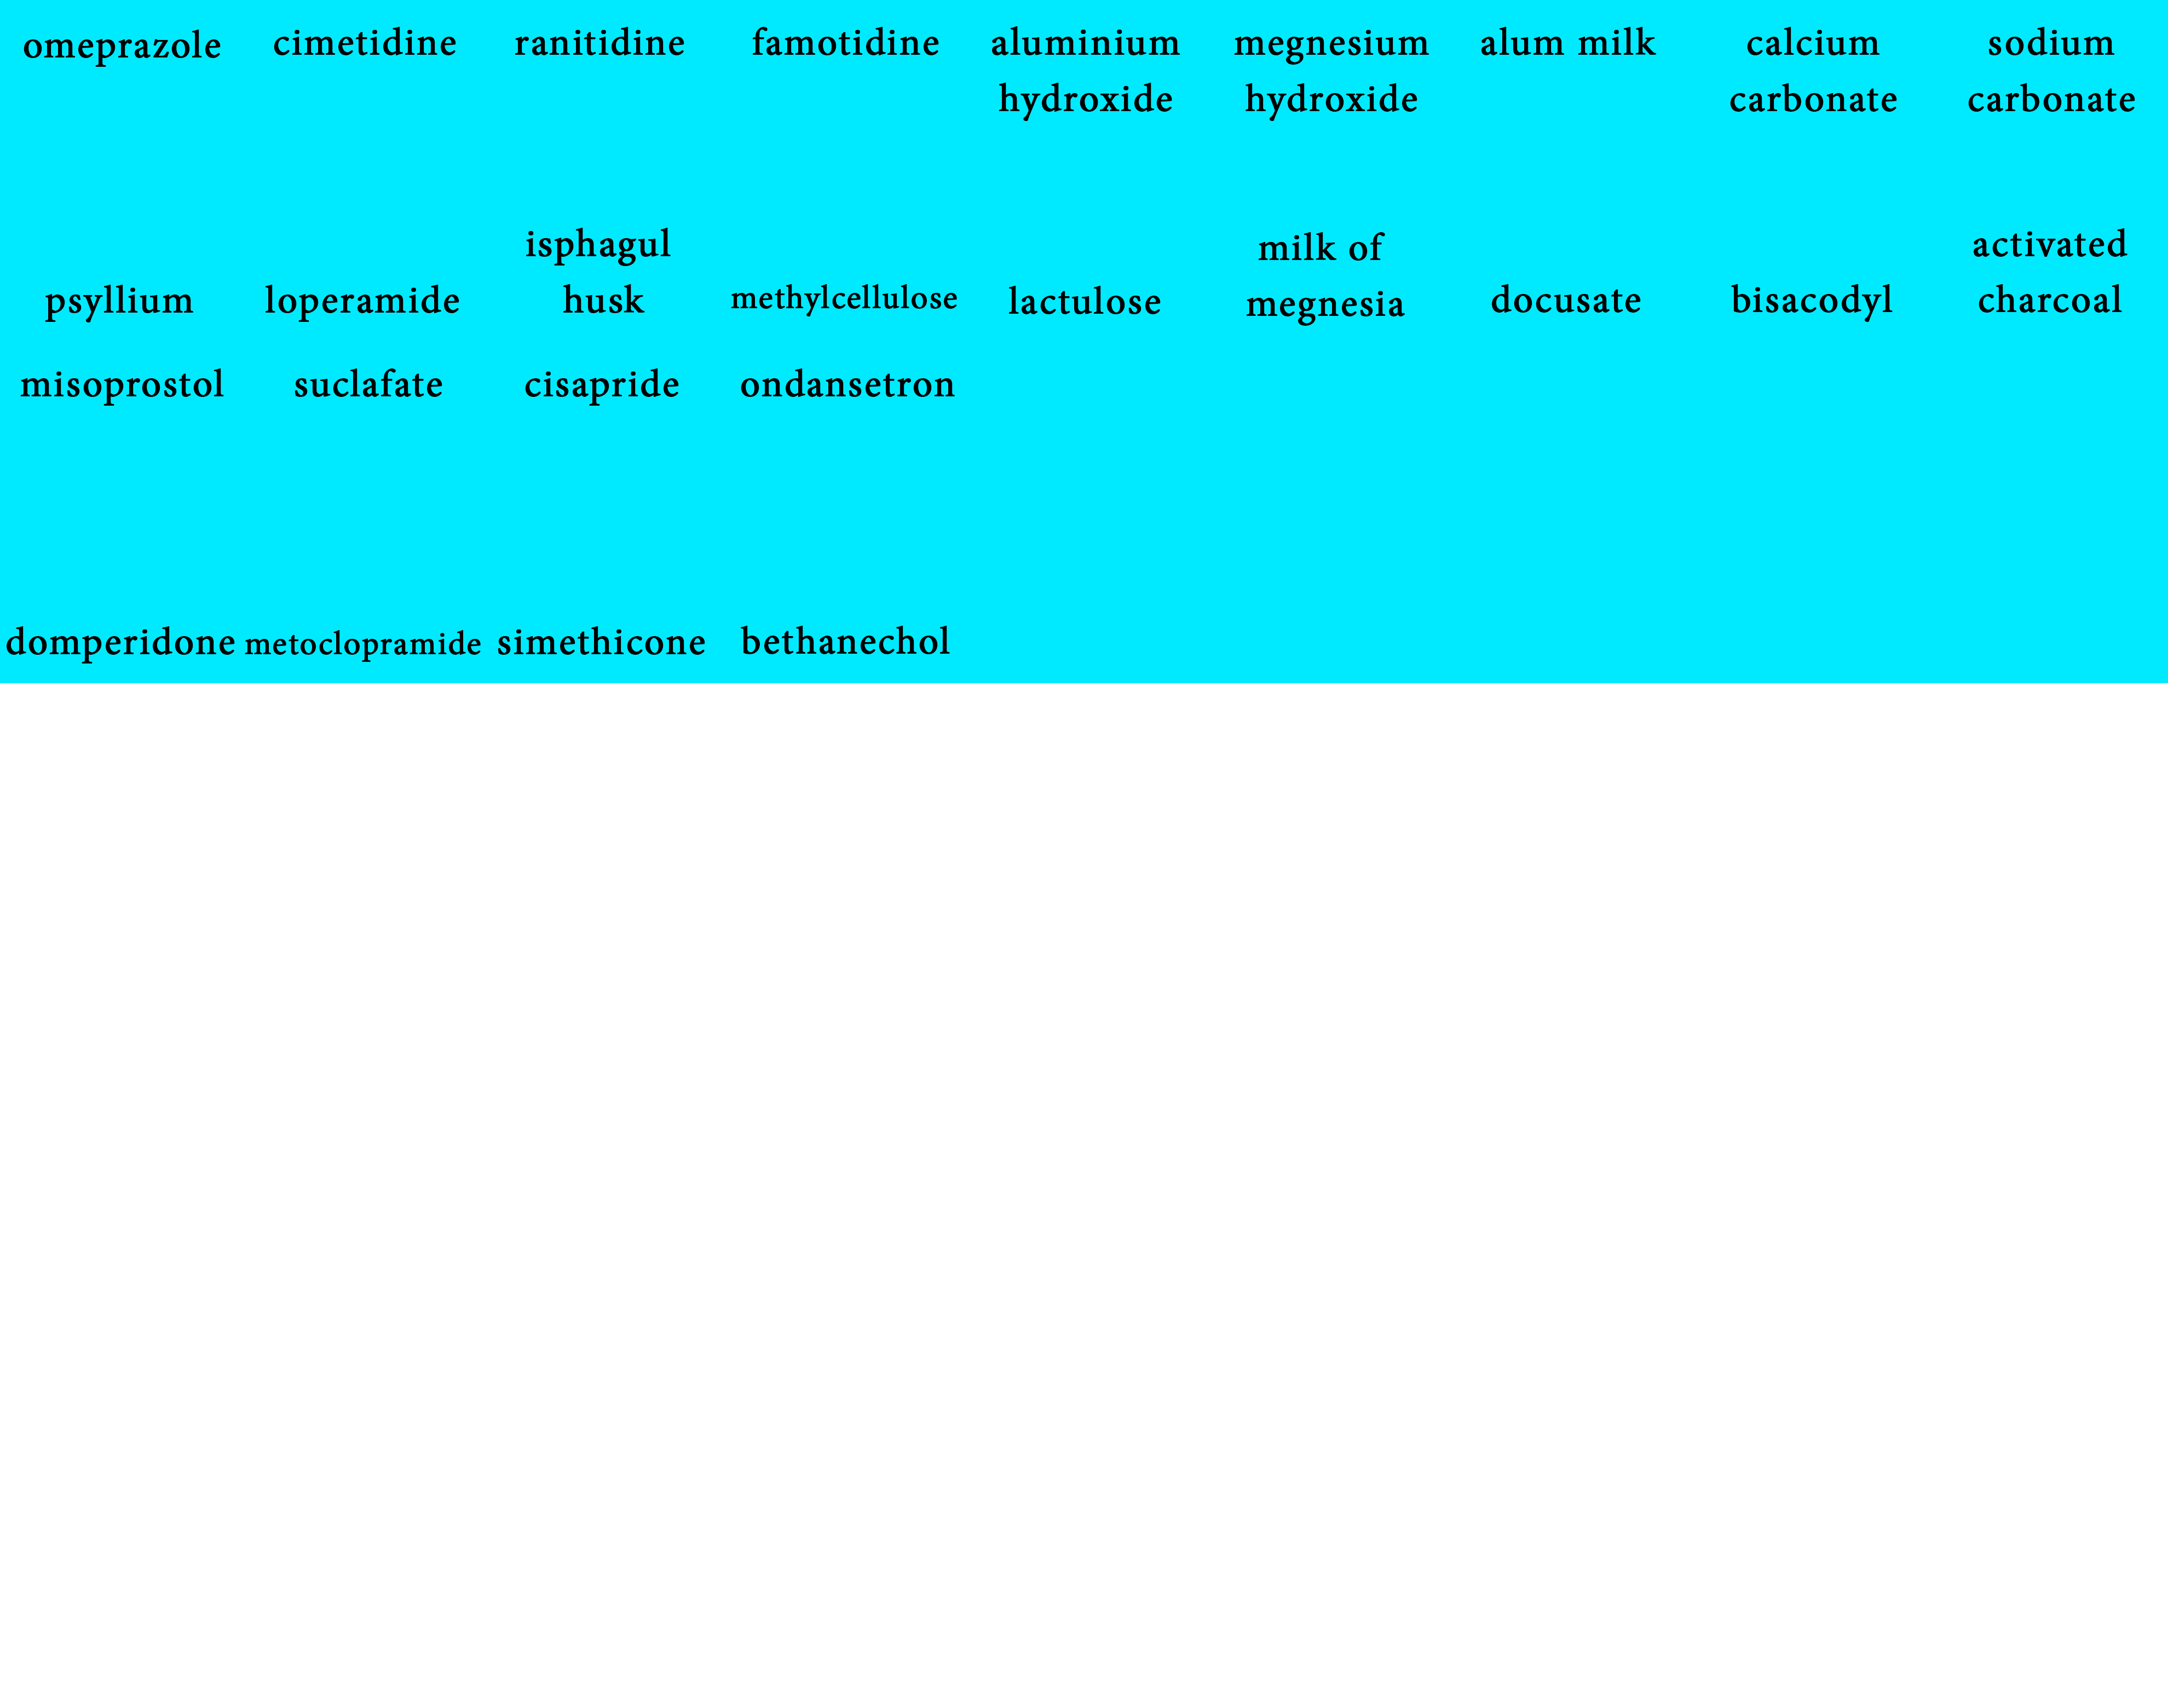 omeprazole cimetidine ranitidine famotidine aluminium megnesium alum milk calcium sodium
hydroxide hydroxide carbonate carbonate
isphagul milk of activated
psyllium loperamide husk methylcellulose lactulose megnesia docusate bisacodyl charcoal
misoprostol suclafate cisapride ondansetron
domperidone metoclopramide simethicone bethanechol